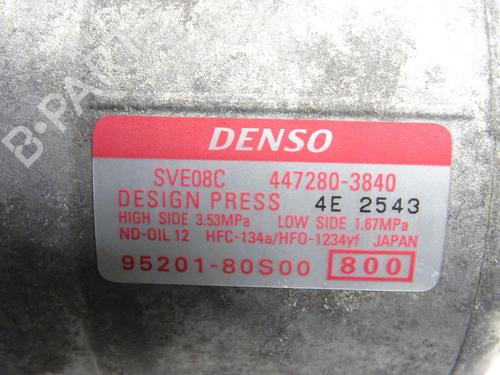 B-PARTS
DENSO
SVE08C 447280-3840
DESIGN PRESS 4E 2543
HIGH SIDE 3.53MPa LOW SIDE 1.67MPa
ND-OIL 12 HFC-134a/HFO-1234yf JAPAN
95201-80S00 800